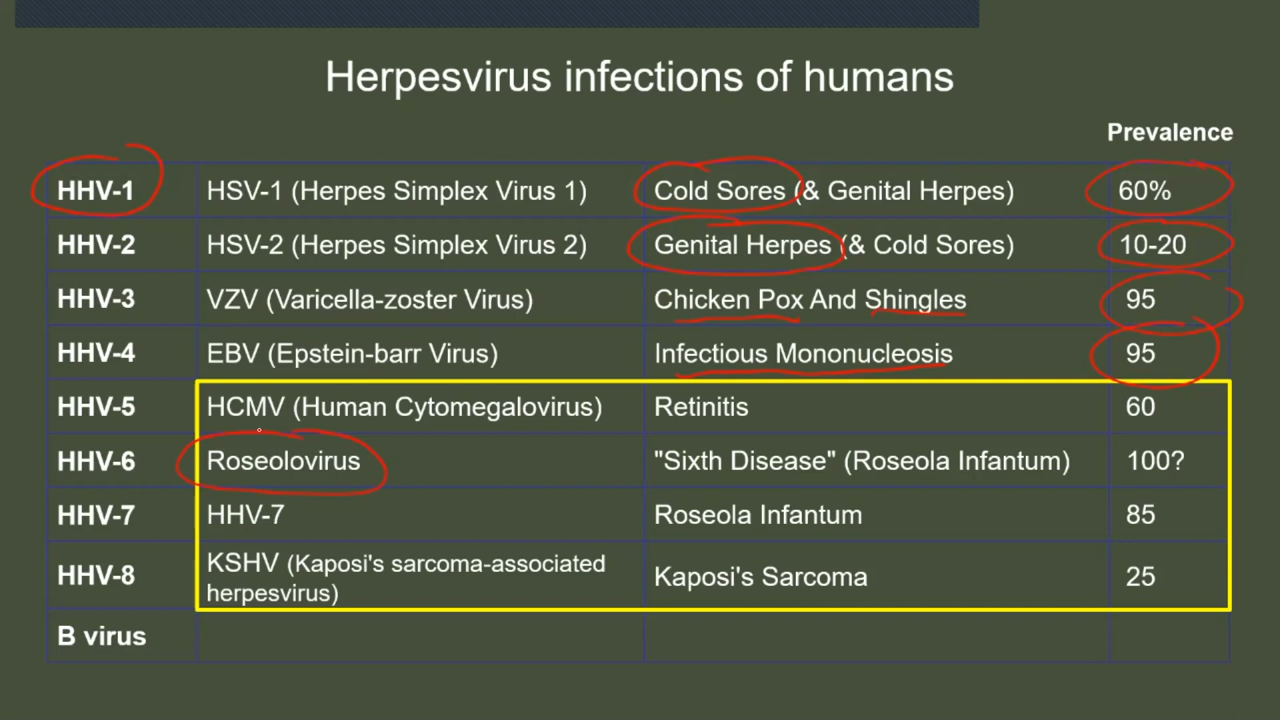 Herpesvirus infections of humans
Prevalence
HHV-1 HSV-1 (Herpes Simplex Virus 1) Cold Sores (& Genital Herpes) 60%
HHV-2 HSV-2 (Herpes Simplex Virus 2) Genital Herpes (& Cold Sores) 10-20
HHV-3 VZV (Varicella-zoster Virus) Chicken Pox And Shingles 95
HHV-4 EBV (Epstein-barr Virus) Infectious Mononucleosis 95
HHV-5 HCMV (Human Cytomegalovirus) Retinitis 60
HHV-6 Roseolovirus "Sixth Disease" (Roseola Infantum) 100?
HHV-7 HHV-7 Roseola Infantum 85
HHV-8 KSHV (Kaposi's sarcoma-associated
herpesvirus) Kaposi's Sarcoma 25
B virus